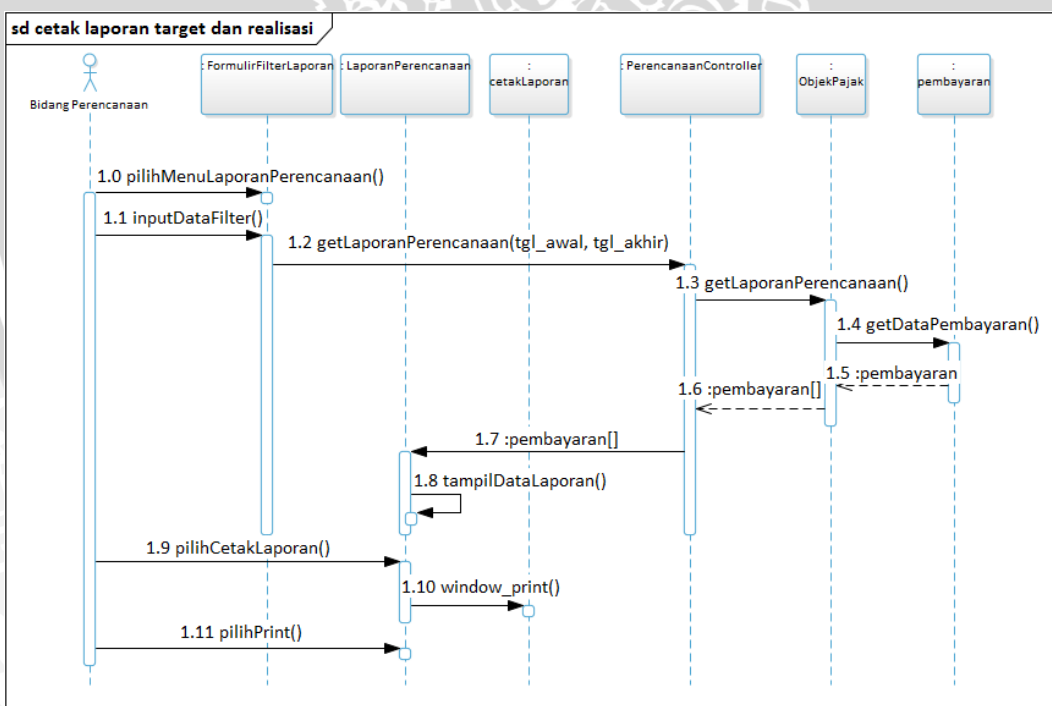 sd cetak laporan target dan realisasi
Bidang Perencanaan
: FormulirFilterLaporan
: LaporanPerencanaan
:
cetakLaporan
: PerencanaanController
:
ObjekPajak
:
pembayaran
1.0 pilihMenuLaporanPerencanaan()
1.1 inputDataFilter()
1.2 getLaporanPerencanaan(tgl_awal, tgl_akhir)
1.3 getLaporanPerencanaan()
1.4 getDataPembayaran()
1.5 :pembayaran
1.6 :pembayaran[]
1.7 :pembayaran[]
1.8 tampilDataLaporan()
1.9 pilihCetakLaporan()
1.10 window_print()
1.11 pilihPrint()